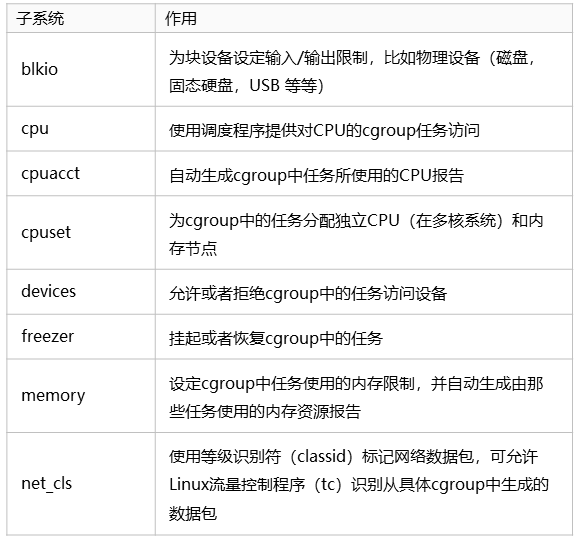 子系统 作用
blkio
为块设备设定输入/输出限制，比如物理设备（磁盘，
固态硬盘，USB 等等）
cpu 使用调度程序提供对CPU的cgroup任务访问
cpuacct 自动生成cgroup中任务所使用的CPU报告
cpuset
为cgroup中的任务分配独立CPU（在多核系统）和内
存节点
devices 允许或者拒绝cgroup中的任务访问设备
freezer 挂起或者恢复cgroup中的任务
memory
设定cgroup中任务使用的内存限制，并自动生成由那
些任务使用的内存资源报告
net_cls
使用等级识别符（classid）标记网络数据包，可允许
Linux流量控制程序（tc）识别从具体cgroup中生成的
数据包